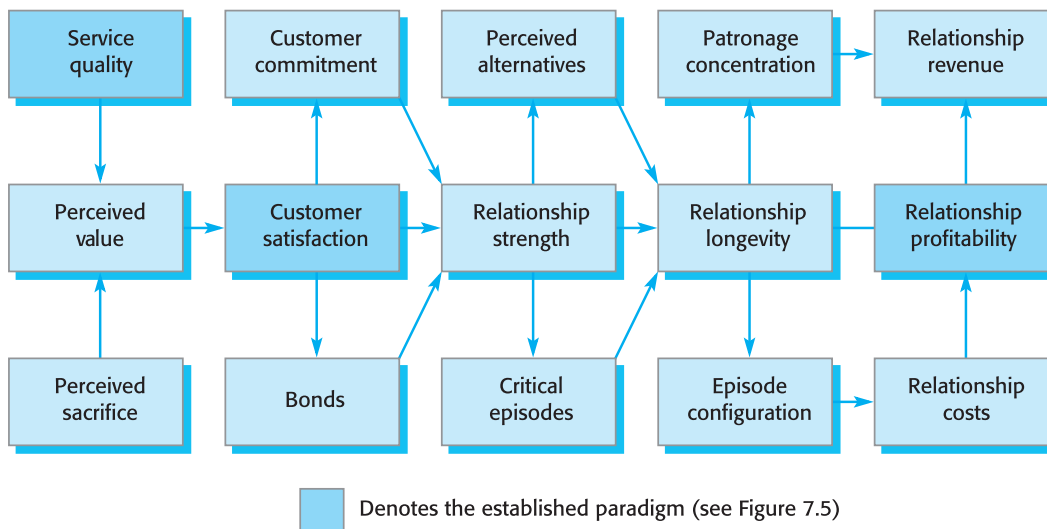 Service
quality
Customer
commitment
Perceived
alternatives
Patronage
concentration
Relationship
revenue
Perceived
value
Customer
satisfaction
Relationship
strength
Relationship
longevity
Relationship
profitability
Perceived
sacrifice
Bonds
Critical
episodes
Episode
configuration
Relationship
costs
Denotes the established paradigm (see Figure 7.5)